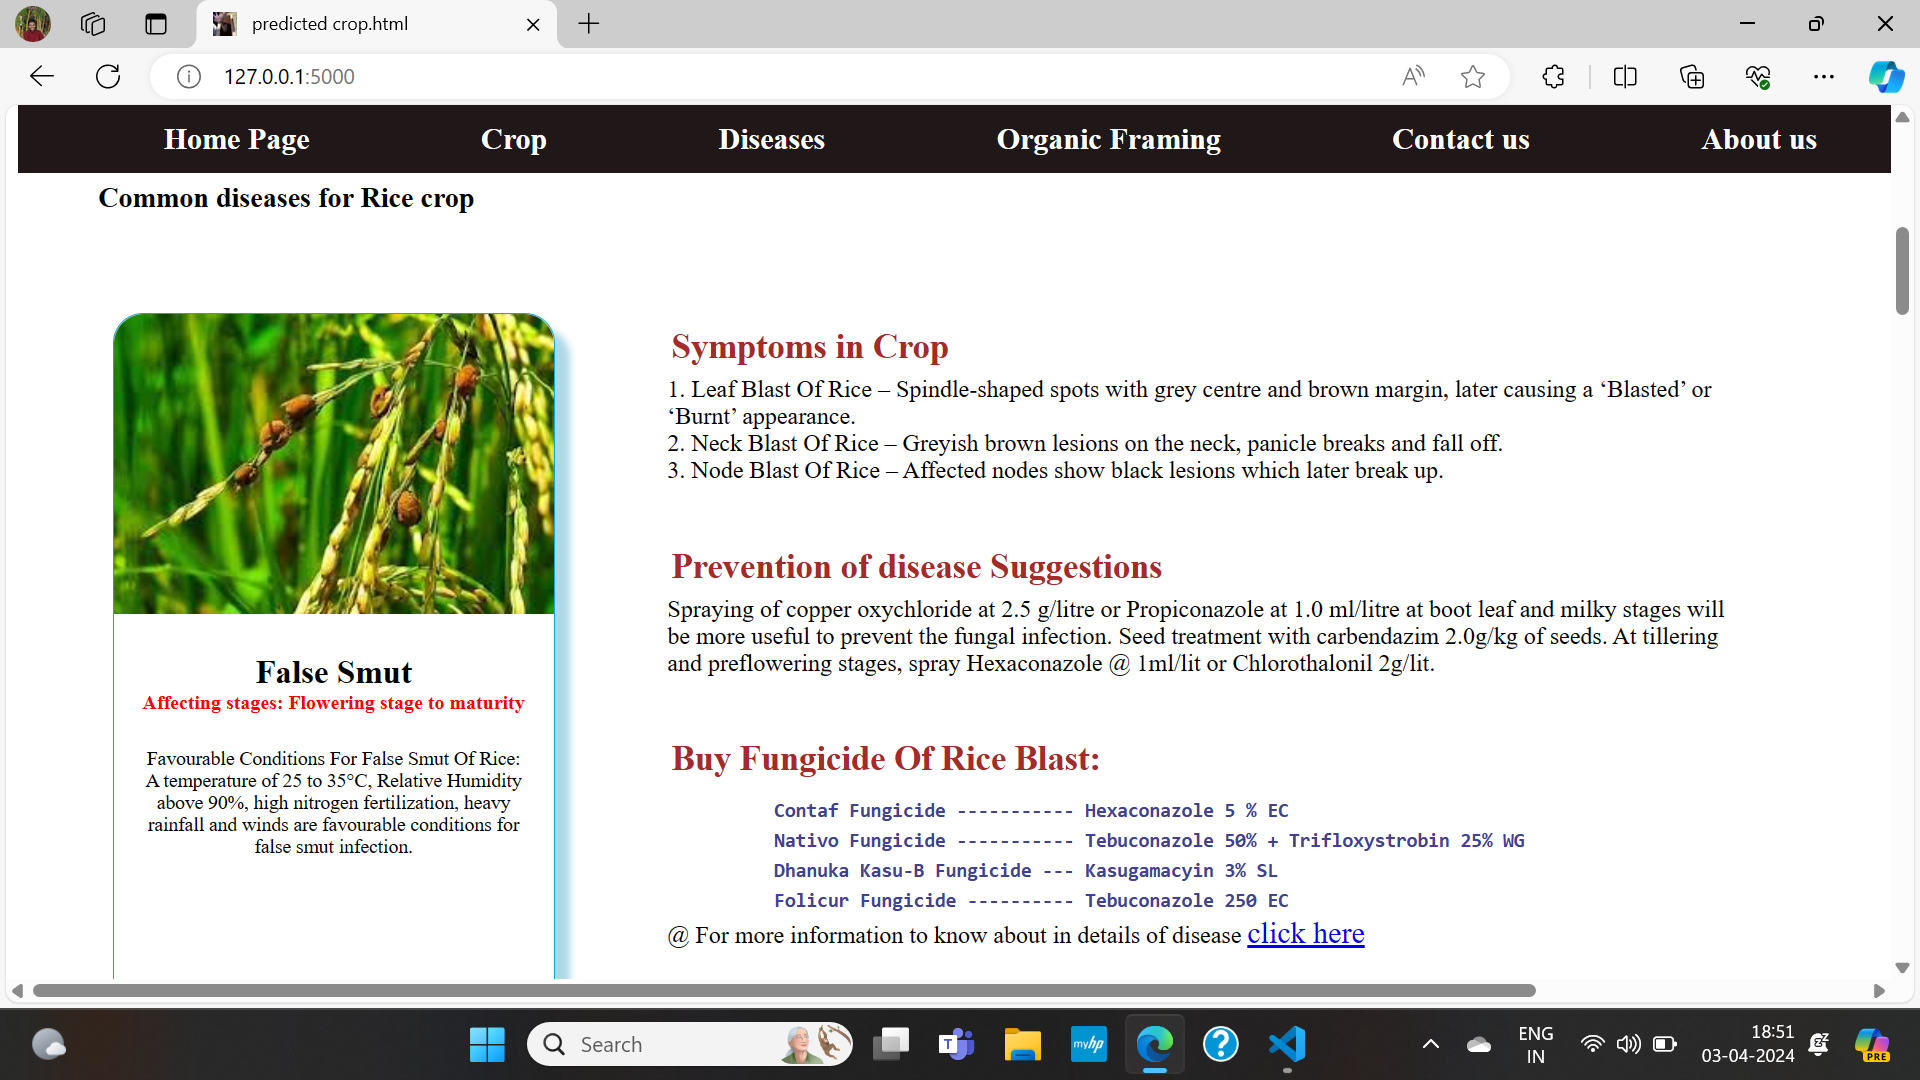 predicted crop.html
127.0.0.1:5000
Home Page Crop Diseases Organic Framing Contact us About us
Common diseases for Rice crop
False Smut
Affecting stages: Flowering stage to maturity
Favourable Conditions For False Smut Of Rice:
A temperature of 25 to 35°C, Relative Humidity
above 90%, high nitrogen fertilization, heavy
rainfall and winds are favourable conditions for
false smut infection.
Symptoms in Crop
1. Leaf Blast Of Rice – Spindle-shaped spots with grey centre and brown margin, later causing a ‘Blasted’ or
‘Burnt’ appearance.
2. Neck Blast Of Rice – Greyish brown lesions on the neck, panicle breaks and fall off.
3. Node Blast Of Rice – Affected nodes show black lesions which later break up.
Prevention of disease Suggestions
Spraying of copper oxychloride at 2.5 g/litre or Propiconazole at 1.0 ml/litre at boot leaf and milky stages will
be more useful to prevent the fungal infection. Seed treatment with carbendazim 2.0g/kg of seeds. At tillering
and preflowering stages, spray Hexaconazole @ 1ml/lit or Chlorothalonil 2g/lit.
Buy Fungicide Of Rice Blast:
Contaf Fungicide ----------- Hexaconazole 5 % EC
Nativo Fungicide ----------- Tebuconazole 50% + Trifloxystrobin 25% WG
Dhanuka Kasu-B Fungicide --- Kasugamacyin 3% SL
Folicur Fungicide ---------- Tebuconazole 250 EC
@ For more information to know about in details of disease click here
Search
myhp
ENG
IN
18:51
03-04-2024
PRE